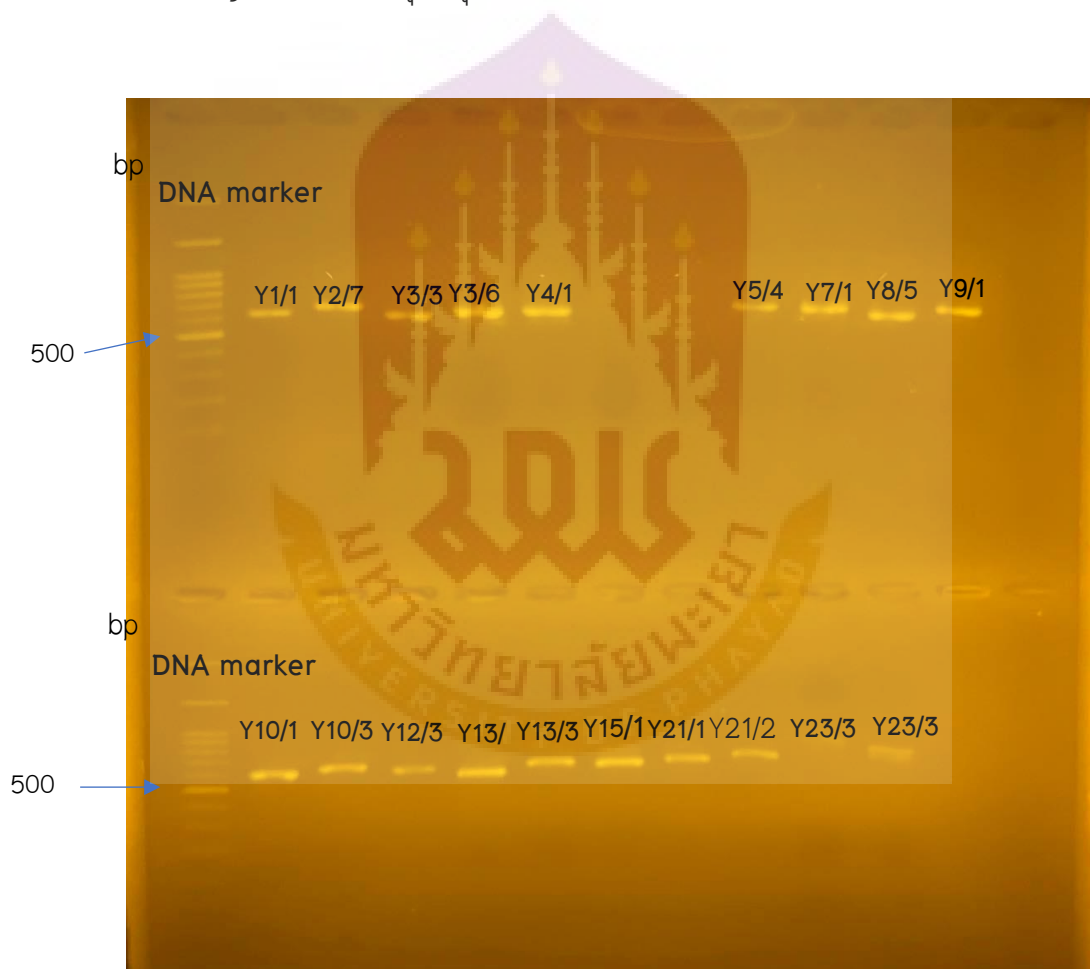 bp
DNA marker
Y1/1 Y2/7 Y3/3 Y3/6 Y4/1 Y5/4 Y7/1 Y8/5 Y9/1
500
มหาวิทยาลัยพะเยา
UNIVERSITY OF PHAYAO
bp
DNA marker
Y10/1 Y10/3 Y12/3 Y13/ Y13/3 Y15/1 Y21/1 Y21/2 Y23/3 Y23/3
500